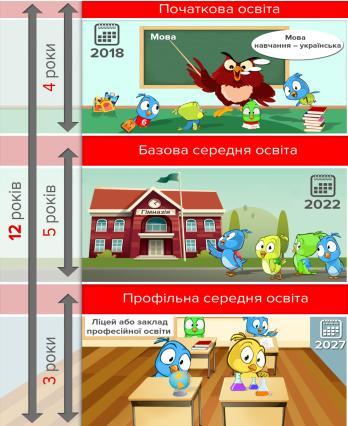 Початкова освіта
2018
Мова
Мова
навчання – українська
4 роки
6
Базова середня освіта
2022
Гімназія
5 років
12 років
Профільна середня освіта
Ліцей або заклад
професійної освіти
2027
3 роки